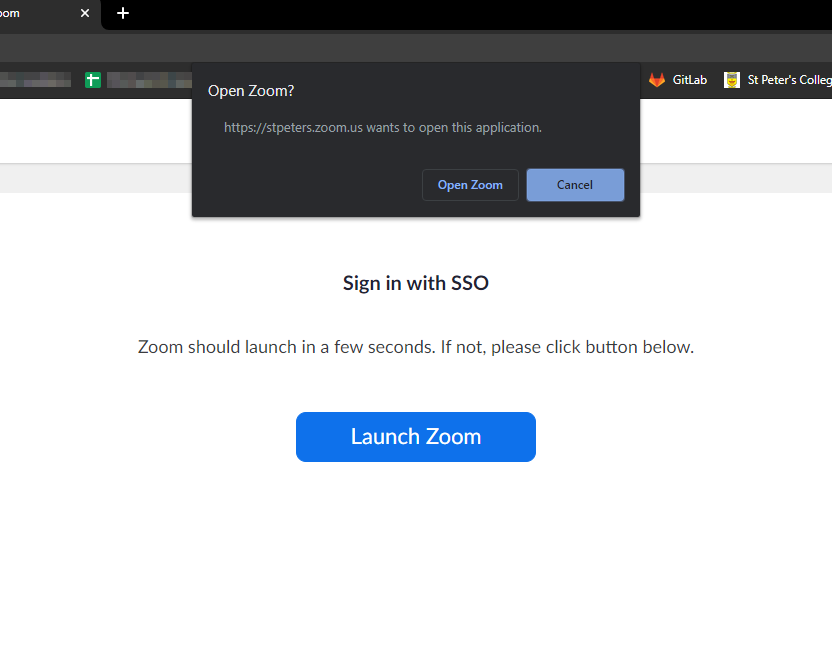 oom
GitLab
St Peter's Colleg
Open Zoom?
https://stpeters.zoom.us wants to open this application.
Open Zoom
Cancel
Sign in with SSO
Zoom should launch in a few seconds. If not, please click button below.
Launch Zoom